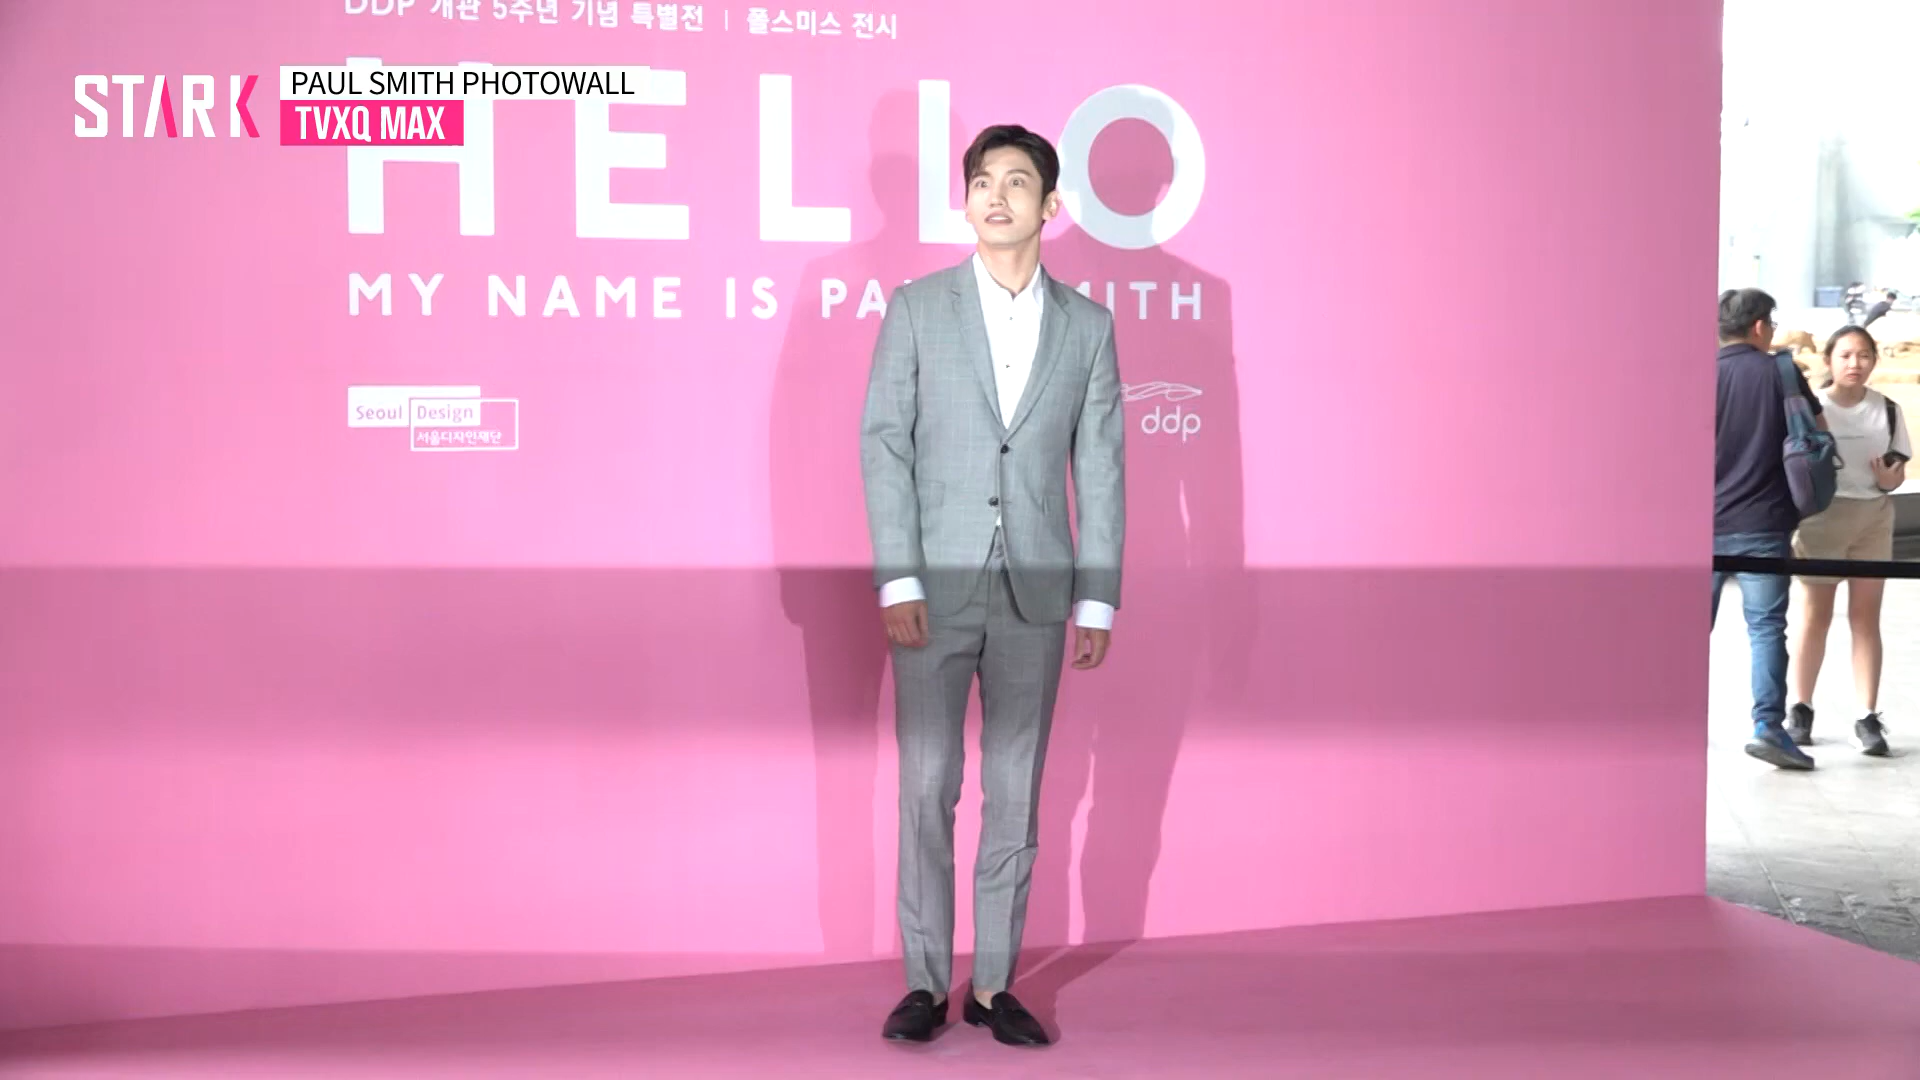 DDP 개관 5주년 기념 특별전 | 폴스미스 전시
STARK
PAUL SMITH PHOTOWALL
TVXQ MAX
HELLO
MY NAME IS PA MITH
Seoul Design
서울디자인재단
ddp